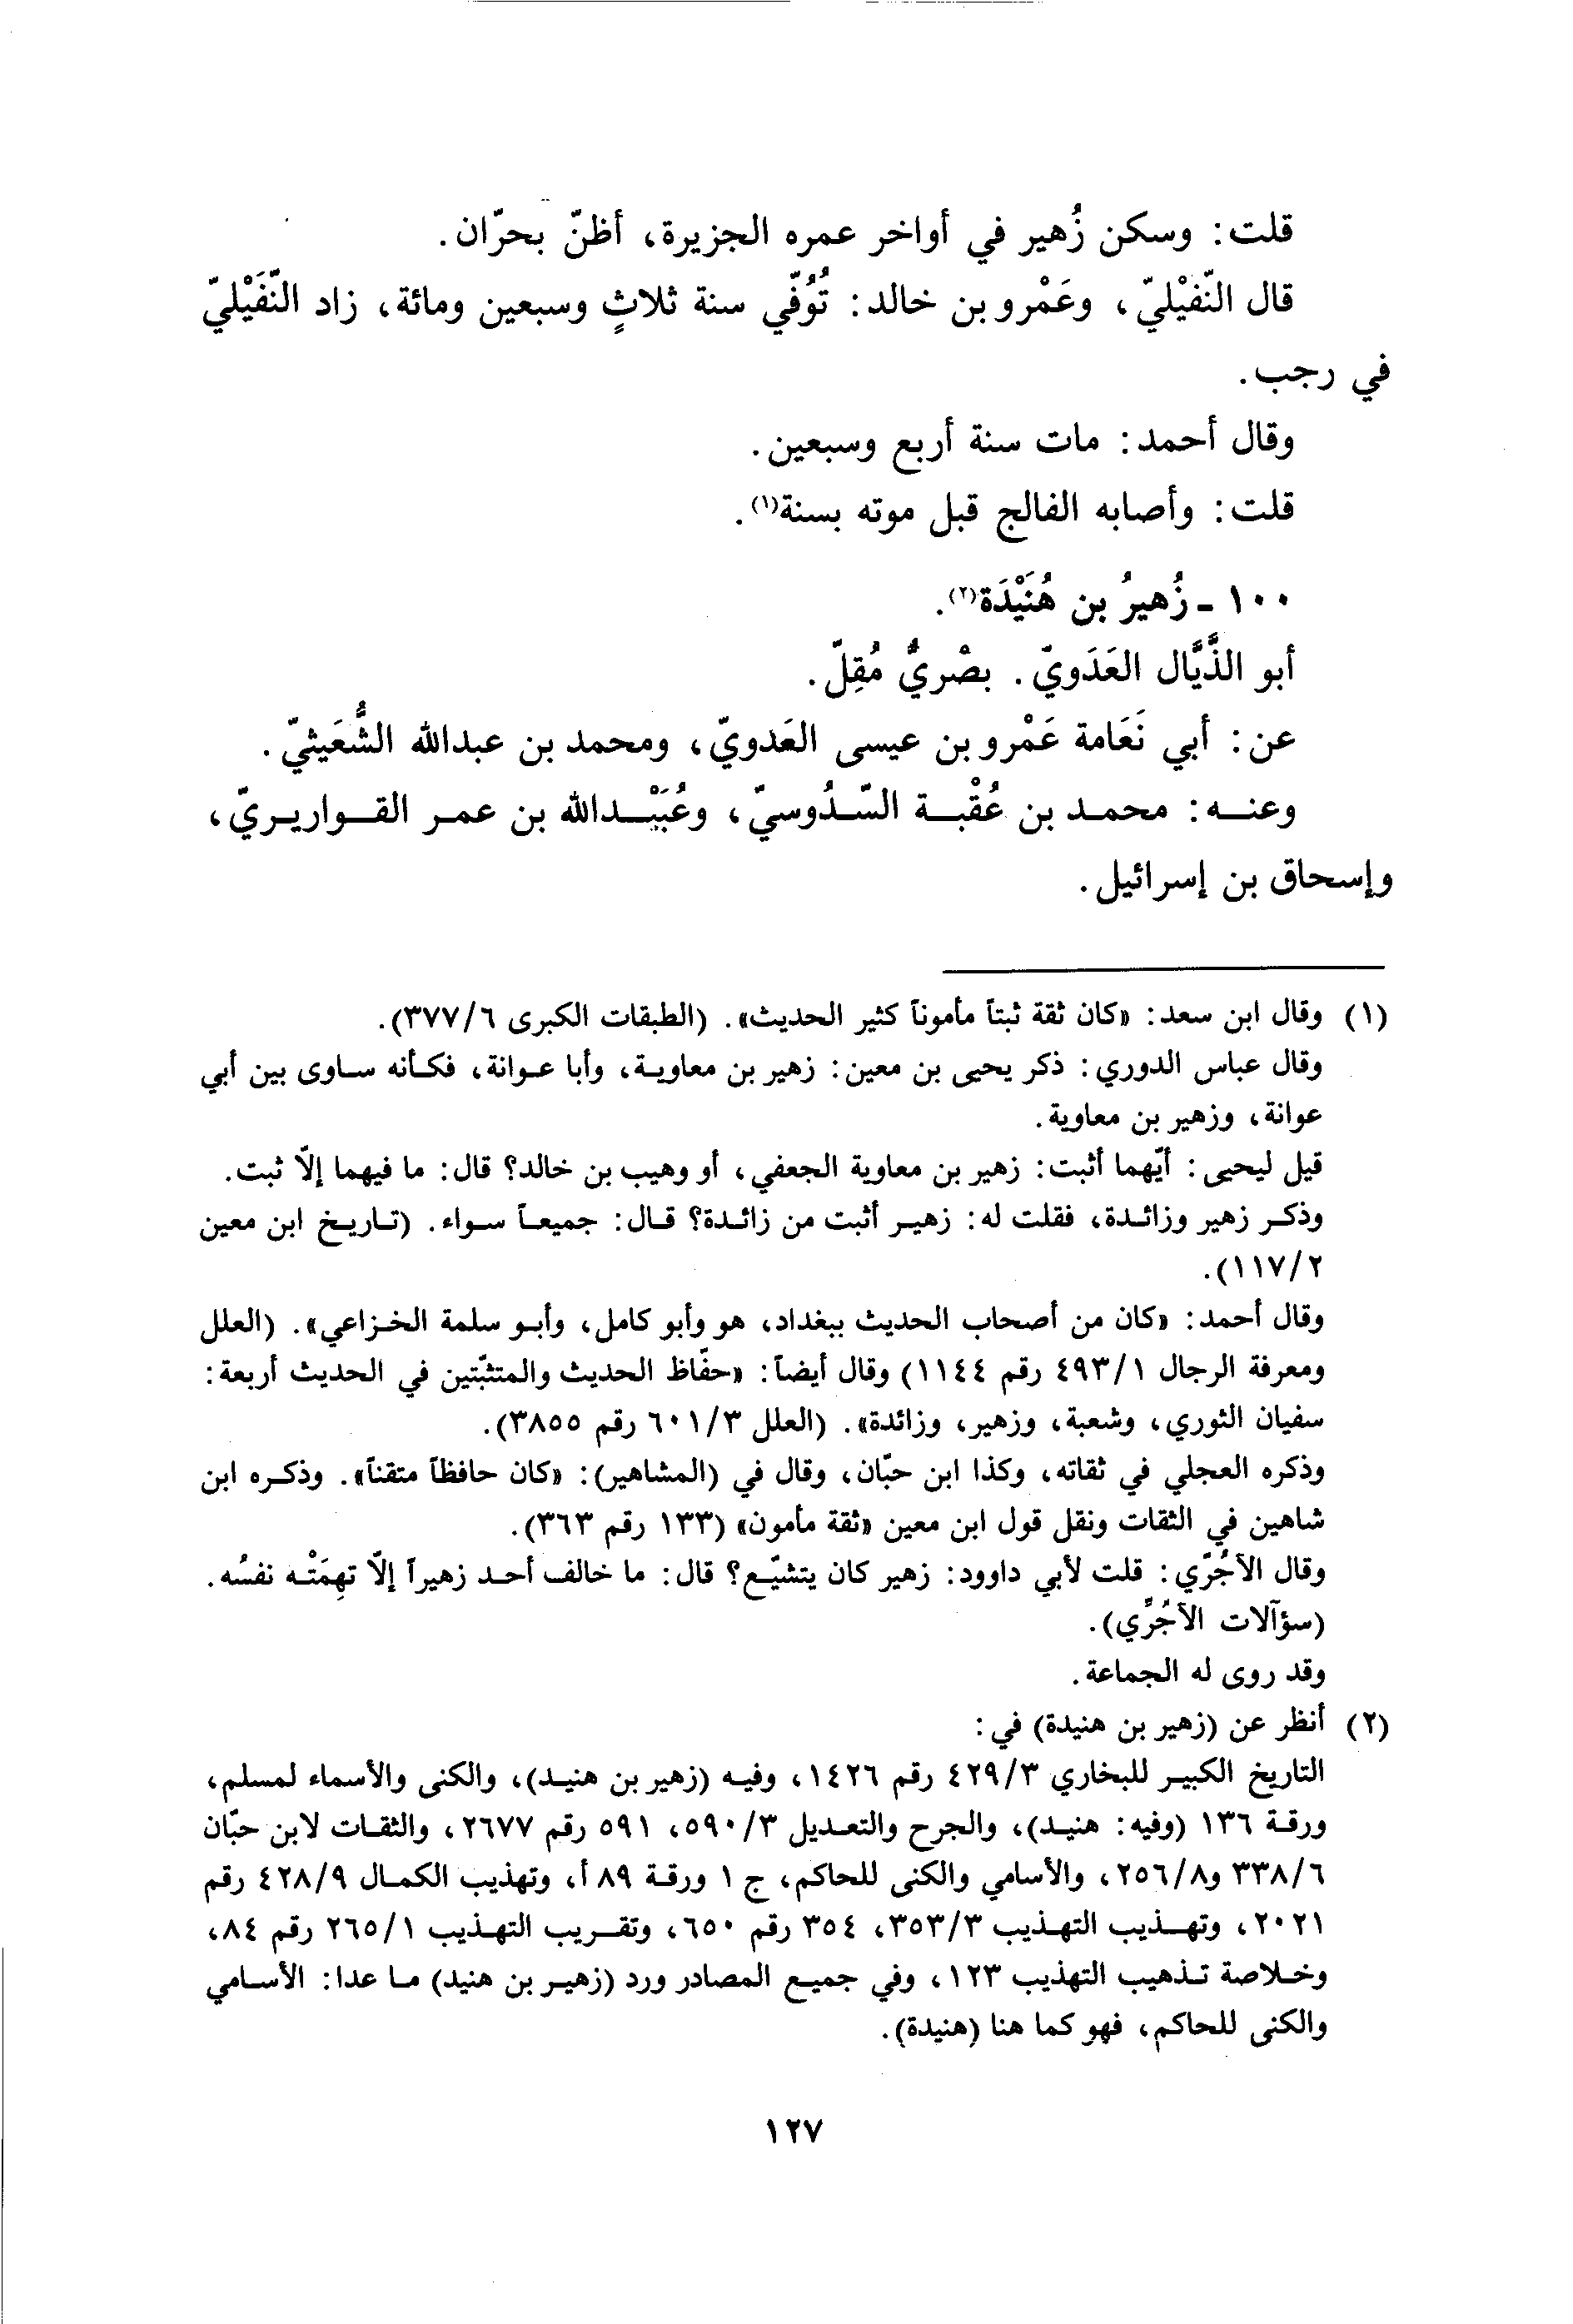 قلت: وسكن زُهير في أواخر عمره الجزيرة، أظنّ بحرّان.
قال النّفَيْليّ، وعَمْرو بن خالد: تُوُفّي سنة ثلاثٍ وسبعين ومائة، زاد النّفَيْليّ
في رجب.
وقال أحمد: مات سنة أربع وسبعين.
قلت: وأصابه الفالج قبل موته بسنة(١).
١٠٠ - زُهيرُ بن هُنَيْدَة(٢).
أبو الذَّيَّال العَدَويّ. بصْريٌّ مُقِلّ.
عن: أبي نَعَامة عَمْرو بن عيسى العَدويّ، ومحمد بن عبدالله الشُّعَيثيّ.
وعنه: محمد بن عُقْبة السّدُوسيّ، وعُبَيْدالله بن عمر القواريريّ،
وإسحاق بن إسرائيل.
(١) وقال ابن سعد: «كان ثقة ثبتاً مأموناً كثير الحديث». (الطبقات الكبرى ٣٧٧/٦).
وقال عباس الدوري: ذكر يحيى بن معين: زهير بن معاوية، وأبا عوانة، فكأنه ساوى بين أبي
عوانة، وزهير بن معاوية.
قيل ليحيى: أيّهما أثبت: زهير بن معاوية الجعفي، أو وهيب بن خالد؟ قال: ما فيهما إلّا ثبت.
وذكر زهير وزائدة، فقلت له: زهير أثبت من زائدة؟ قال: جميعاً سواء. (تاريخ ابن معين
١١٧/٢).
وقال أحمد: «كان من أصحاب الحديث ببغداد، هو وأبو كامل، وأبو سلمة الخزاعي». (العلل
ومعرفة الرجال ٤٩٣/١ رقم ١١٤٤) وقال أيضاً: «حفّاظ الحديث والمتثبّتين في الحديث أربعة:
سفيان الثوري، وشعبة، وزهير، وزائدة». (العلل ٦٠١/٣ رقم ٣٨٥٥).
وذكره العجلي في ثقاته، وكذا ابن حبّان، وقال في (المشاهير): «كان حافظاً متقناً». وذكره ابن
شاهين في الثقات ونقل قول ابن معين «ثقة مأمون» (١٣٣ رقم ٣٦٣).
وقال الآجُرّي: قلت لأبي داوود: زهير كان يتشيّع؟ قال: ما خالف أحد زهيراً إلّا تهِمَتْه نفسُه.
(سؤآلات الآجُرّي).
وقد روى له الجماعة.
(٢) أنظر عن (زهير بن هنيدة) في:
التاريخ الكبير للبخاري ٤٢٩/٣ رقم ١٤٢٦، وفيه (زهير بن هنيد)، والكنى والأسماء لمسلم،
ورقة ١٣٦ (وفيه: هنيد)، والجرح والتعديل ٥٩٠/٣، ٥٩١ رقم ٢٦٧٧، والثقات لابن حبّان
٣٣٨/٦ و٢٥٦/٨، والأسامي والكنى للحاكم، ج ١ ورقة ٨٩ أ، وتهذيب الكمال ٤٢٨/٩ رقم
٢٠٢١، وتهذيب التهذيب ٣٥٣/٣، ٣٥٤ رقم ٦٥٠، وتقريب التهذيب ٢٦٥/١ رقم ٨٤،
وخلاصة تذهيب التهذيب ١٢٣، وفي جميع المصادر ورد (زهير بن هنيد) ما عدا: الأسامي
والكنى للحاكم، فهو كما هنا (هنيدة).
١٢٧